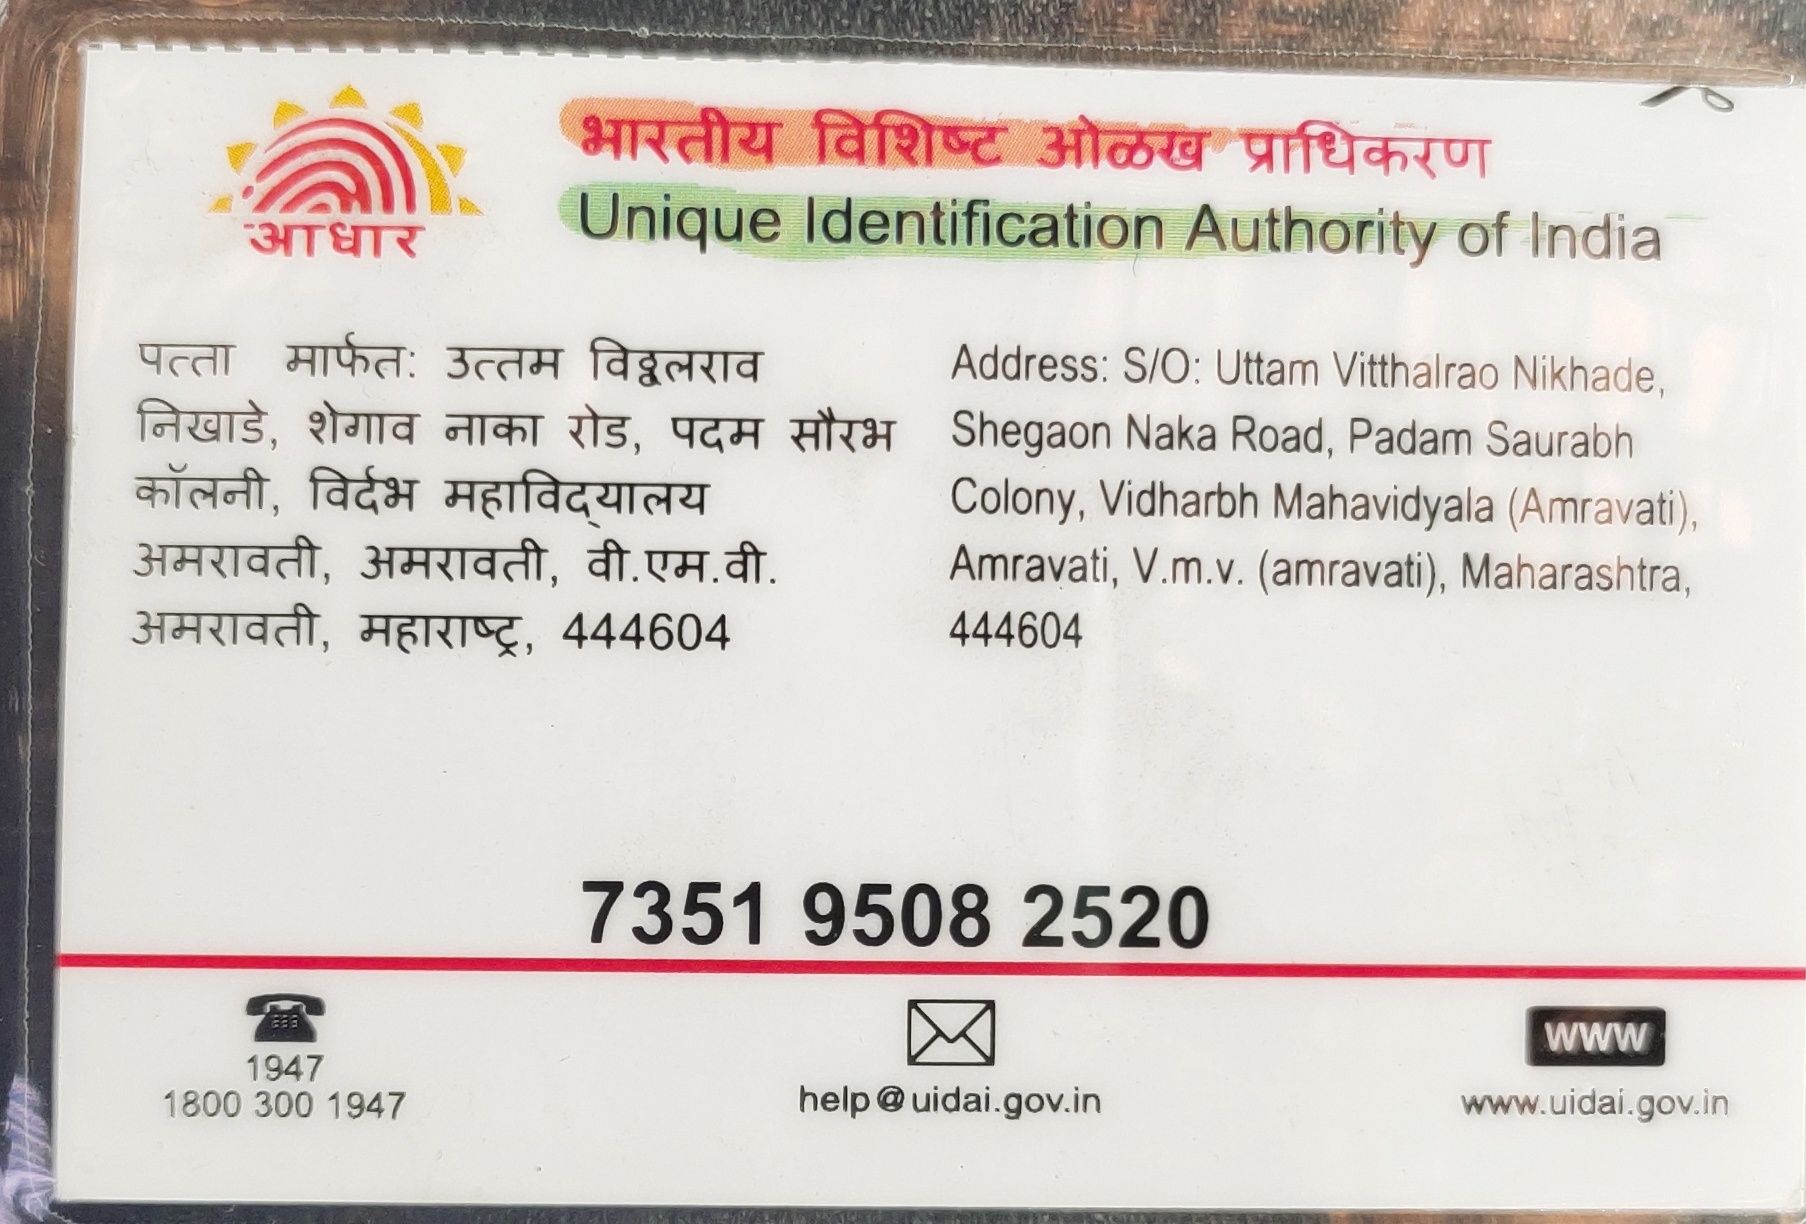 आधार
भारतीय विशिष्ट ओळख प्राधिकरण
Unique Identification Authority of India
पत्ता मार्फत: उत्तम विठ्ठलराव
निखाडे, शेगाव नाका रोड, पदम सौरभ
कॉलनी, विर्दभ महाविद्यालय
अमरावती, अमरावती, वी.एम.वी.
अमरावती, महाराष्ट्र, 444604
Address: S/O: Uttam Vitthalrao Nikhade,
Shegaon Naka Road, Padam Saurabh
Colony, Vidharbh Mahavidyala (Amravati),
Amravati, V.m.v. (amravati), Maharashtra,
444604
7351 9508 2520
1947
1800 300 1947
help@uidai.gov.in
www
www.uidai.gov.in